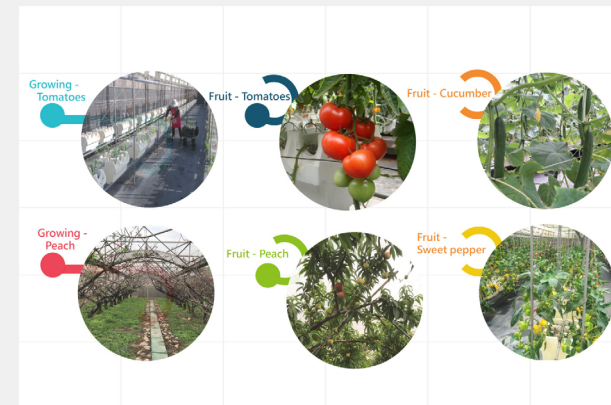 Growing -
Tomatoes
Fruit - Tomatoes
Fruit - Cucumber
Growing -
Peach
Fruit - Peach
Fruit -
Sweet pepper